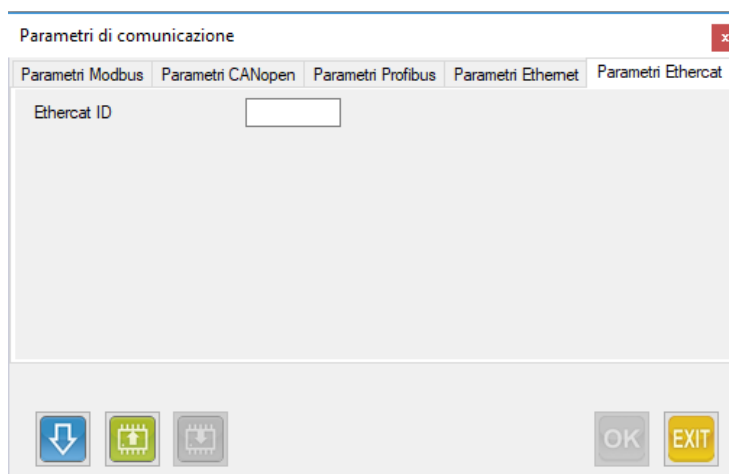 Parametri di comunicazione
x
Parametri Modbus Parametri CANopen Parametri Profibus Parametri Ethernet Parametri Ethercat
Ethercat ID
OK EXIT